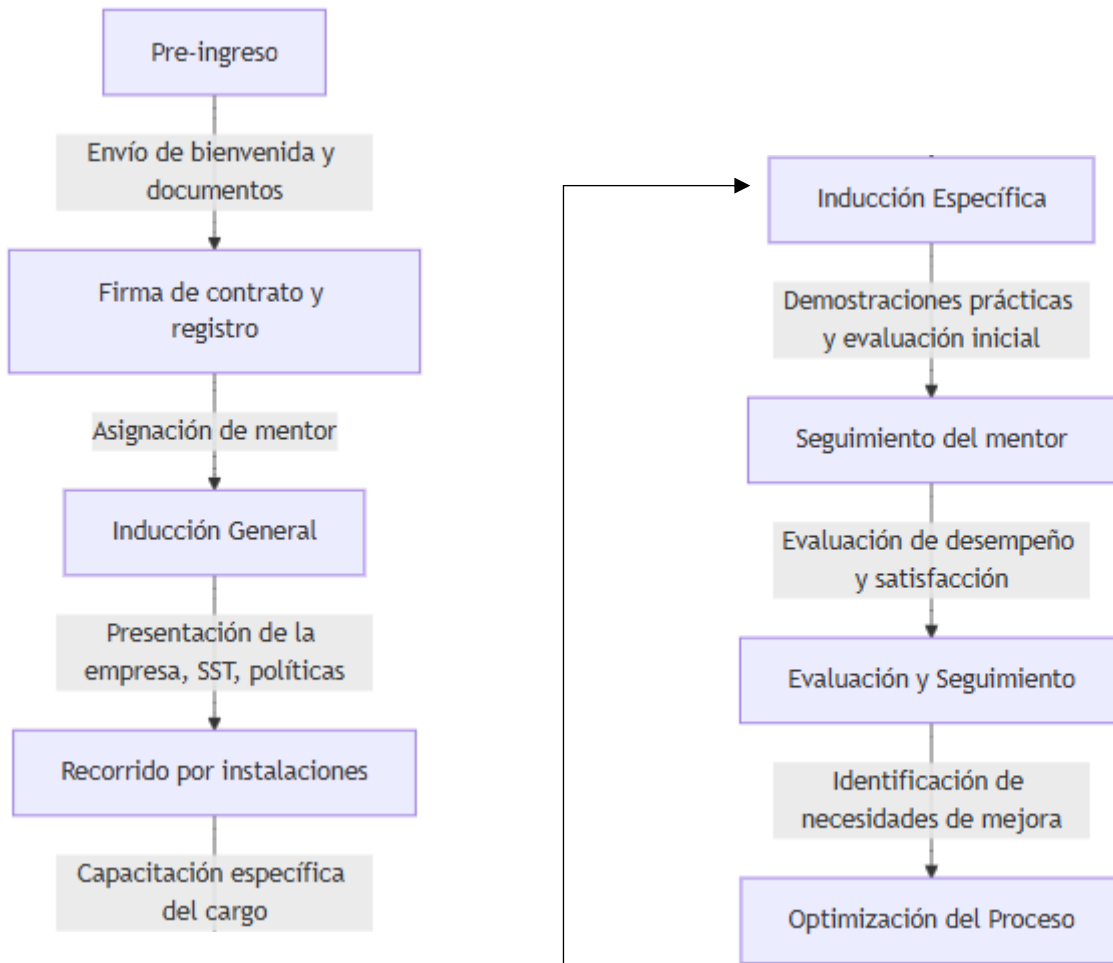 Pre-ingreso
Envío de bienvenida y
documentos
Firma de contrato y
registro
Asignación de mentor
Inducción General
Presentación de la
empresa, SST, políticas
Recorrido por instalaciones
Capacitación específica
del cargo
Inducción Específica
Demostraciones prácticas
y evaluación inicial
Seguimiento del mentor
Evaluación de desempeño
y satisfacción
Evaluación y Seguimiento
Identificación de
necesidades de mejora
Optimización del Proceso